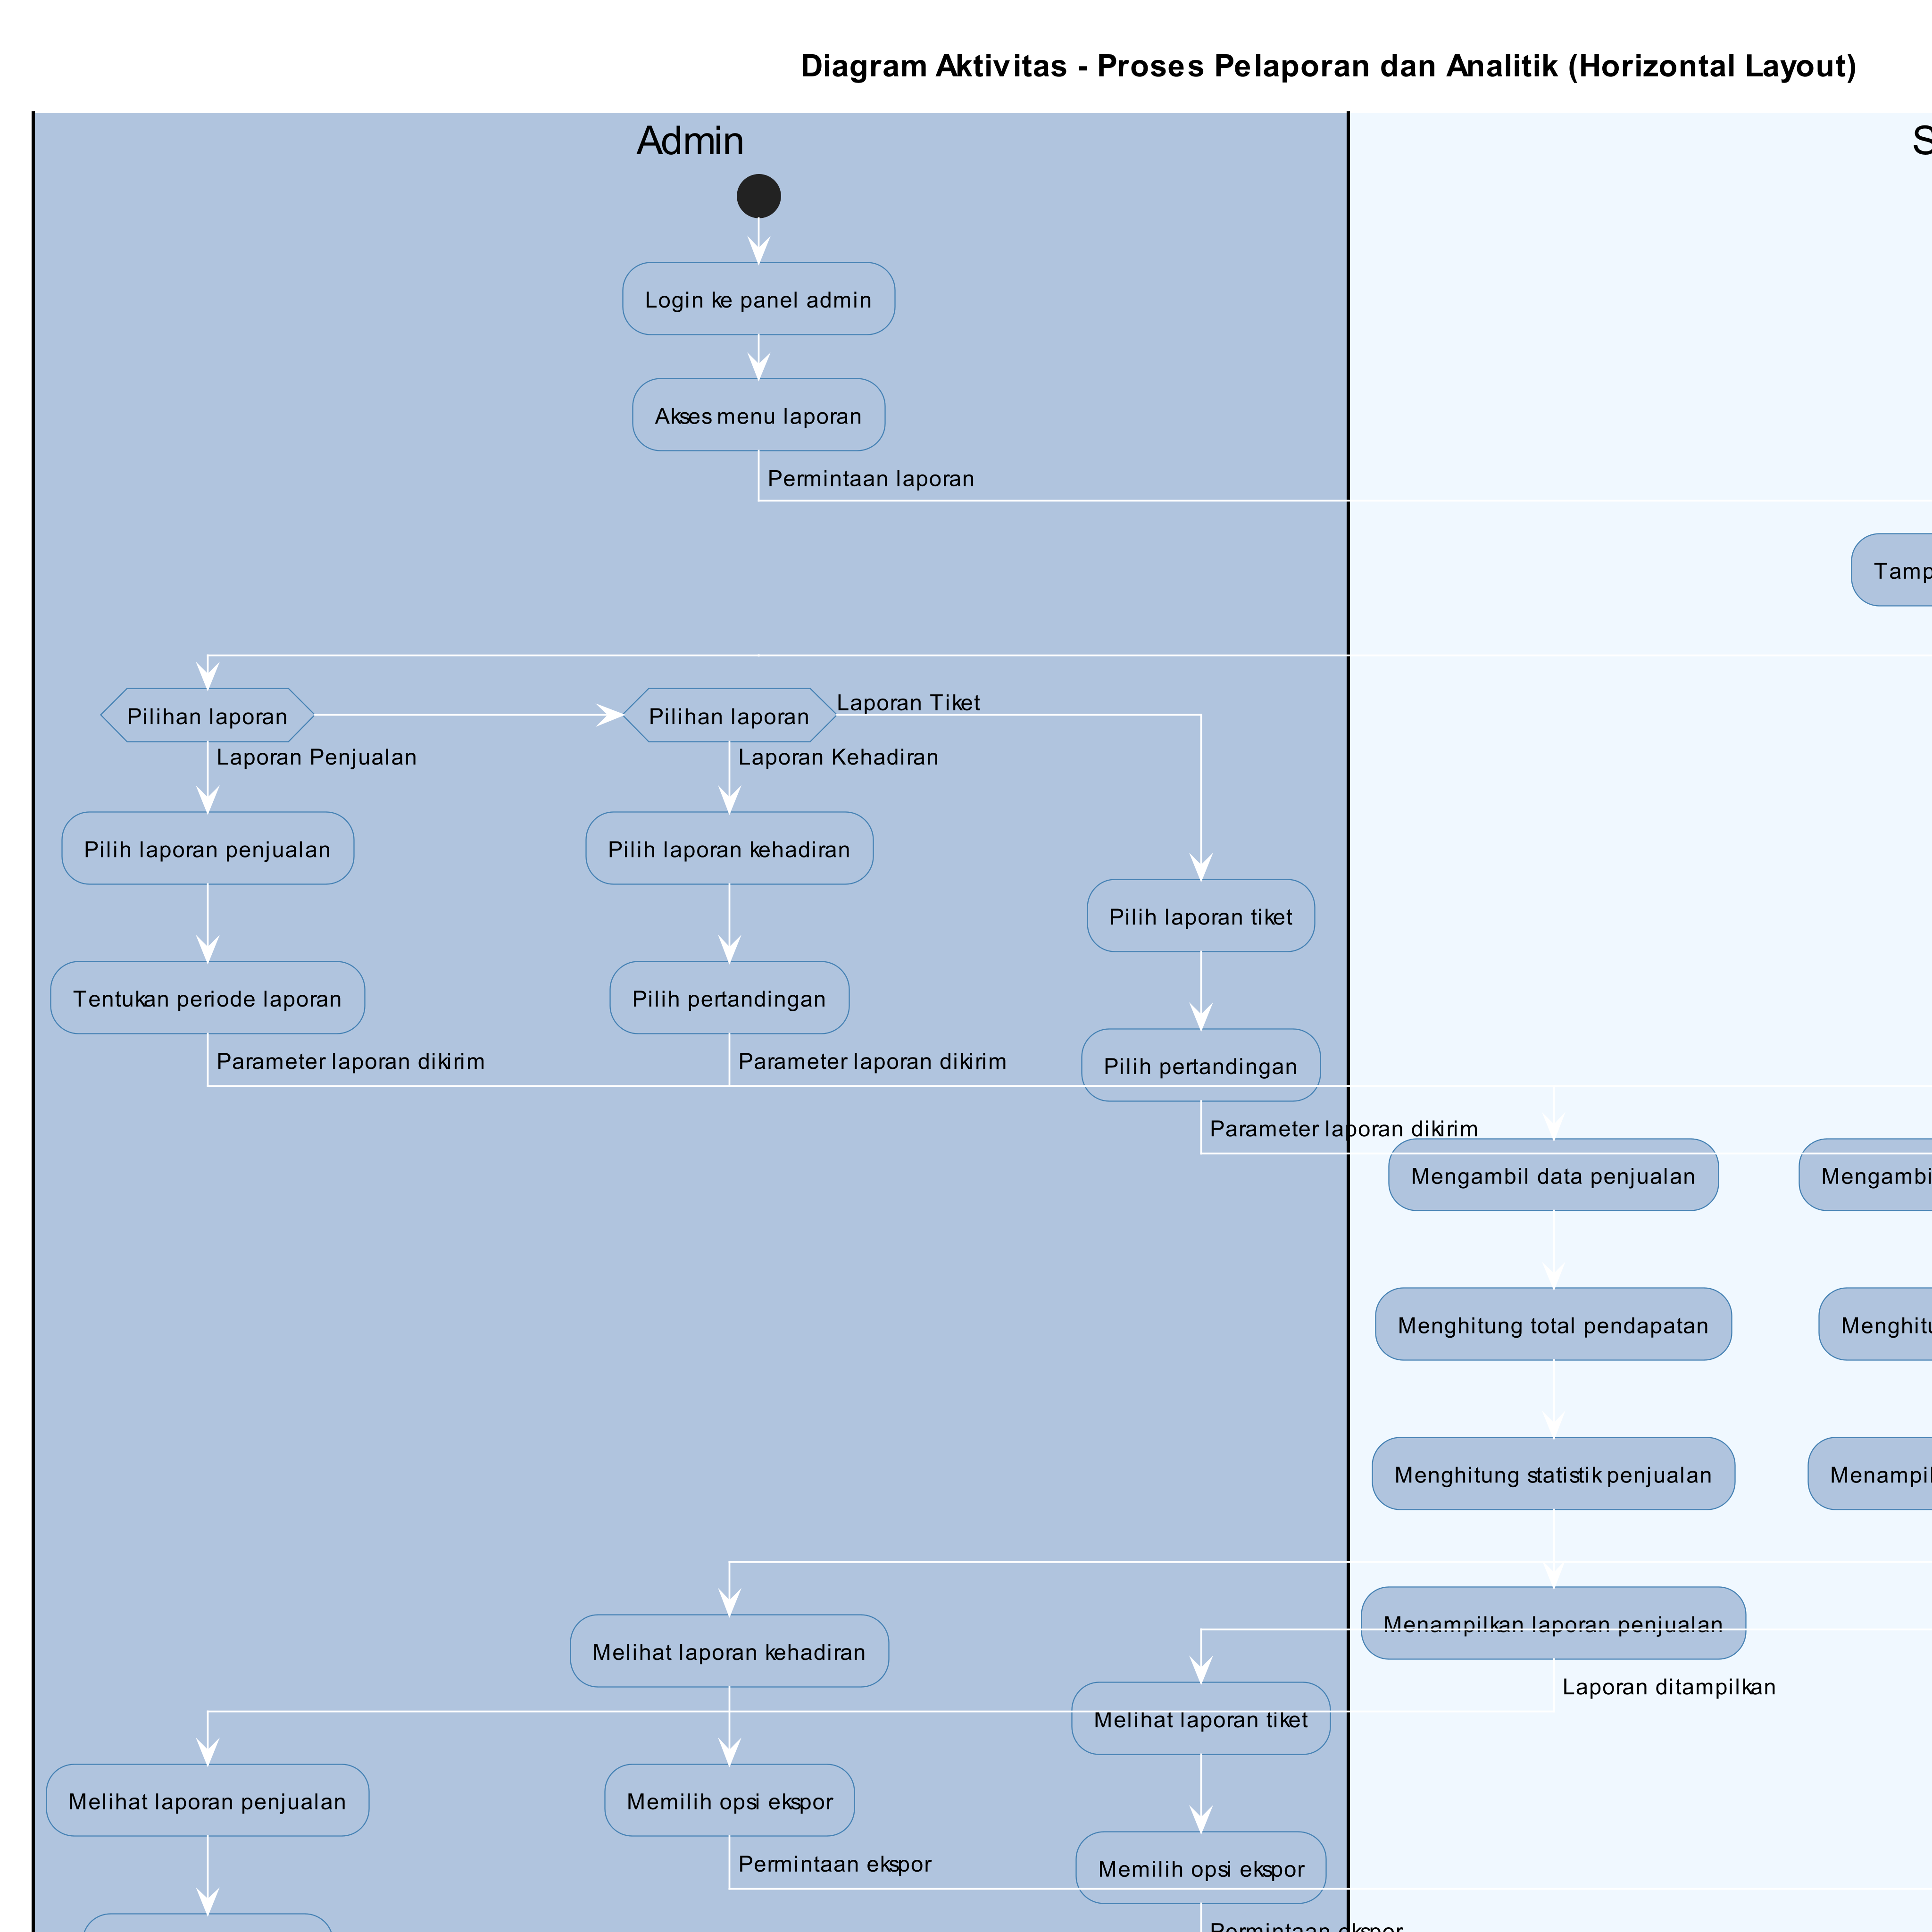 Diagram Aktivitas - Proses Pelaporan dan Analitik (Horizontal Layout)
Admin
S
Login ke panel admin
Akses menu laporan
Permintaan laporan
Tamp
Pilihan laporan
Pilihan laporan
Laporan Tiket
Laporan Penjualan
Laporan Kehadiran
Pilih laporan penjualan
Pilih laporan kehadiran
Pilih laporan tiket
Tentukan periode laporan
Pilih pertandingan
Pilih pertandingan
Parameter laporan dikirim
Parameter laporan dikirim
Parameter laporan dikirim
Mengambil data penjualan
Mengambi
Menghitung total pendapatan
Menghitu
Menghitung statistik penjualan
Menampil
Menampilkan laporan penjualan
Melihat laporan kehadiran
Laporan ditampilkan
Melihat laporan tiket
Melihat laporan penjualan
Memilih opsi ekspor
Permintaan ekspor
Memilih opsi ekspor
Permintaan ekspor